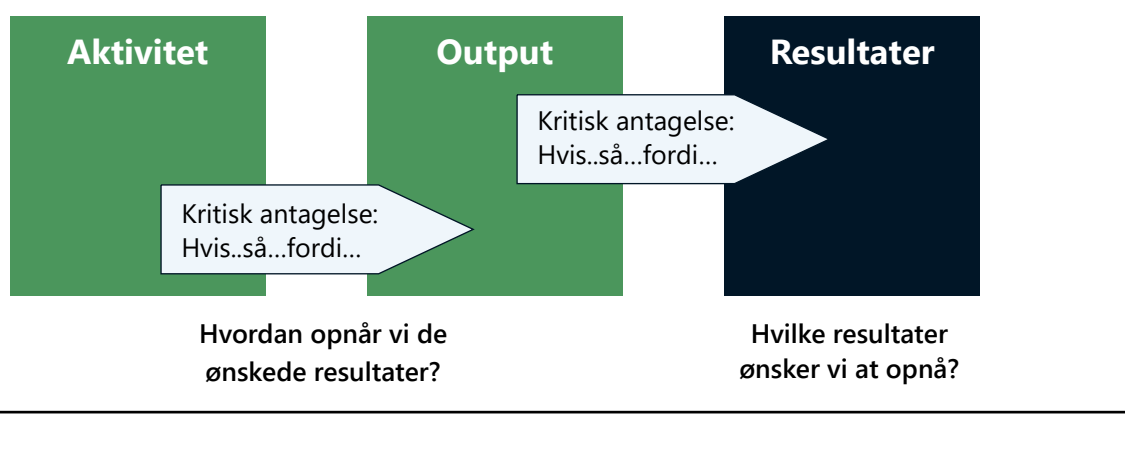 Aktivitet
Output
Resultater
Kritisk antagelse:
Hvis..så...fordi...
Kritisk antagelse:
Hvis..så...fordi...
Hvordan opnår vi de
ønskede resultater?
Hvilke resultater
ønsker vi at opnå?